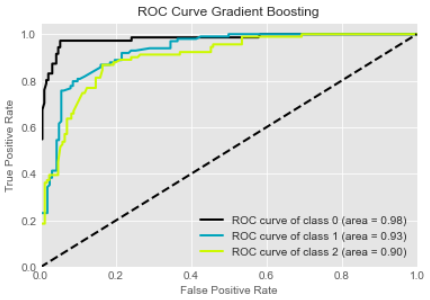 ROC Curve Gradient Boosting
True Positive Rate
1.0
0.8
0.6
0.4
0.2
0.0
ROC curve of class 0 (area = 0.98)
ROC curve of class 1 (area = 0.93)
ROC curve of class 2 (area = 0.90)
0.0 0.2 0.4 0.6 0.8 1.0
False Positive Rate